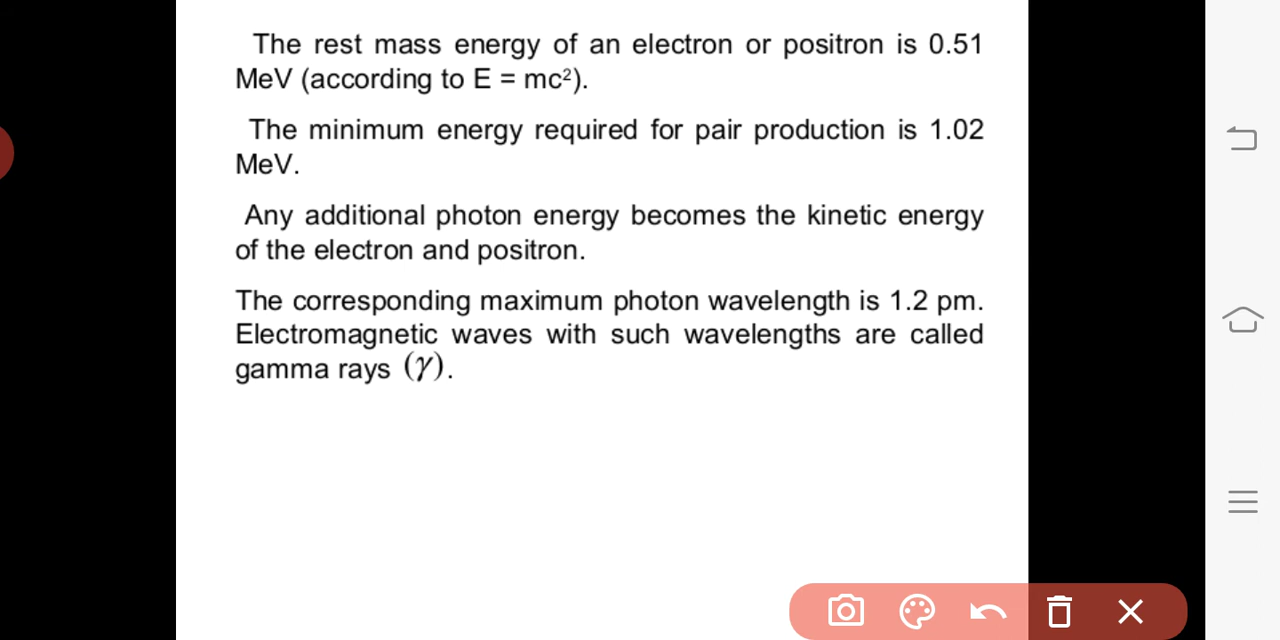 The rest mass energy of an electron or positron is 0.51
MeV (according to E = mc²).
The minimum energy required for pair production is 1.02
MeV.
Any additional photon energy becomes the kinetic energy
of the electron and positron.
The corresponding maximum photon wavelength is 1.2 pm.
Electromagnetic waves with such wavelengths are called
gamma rays (γ).